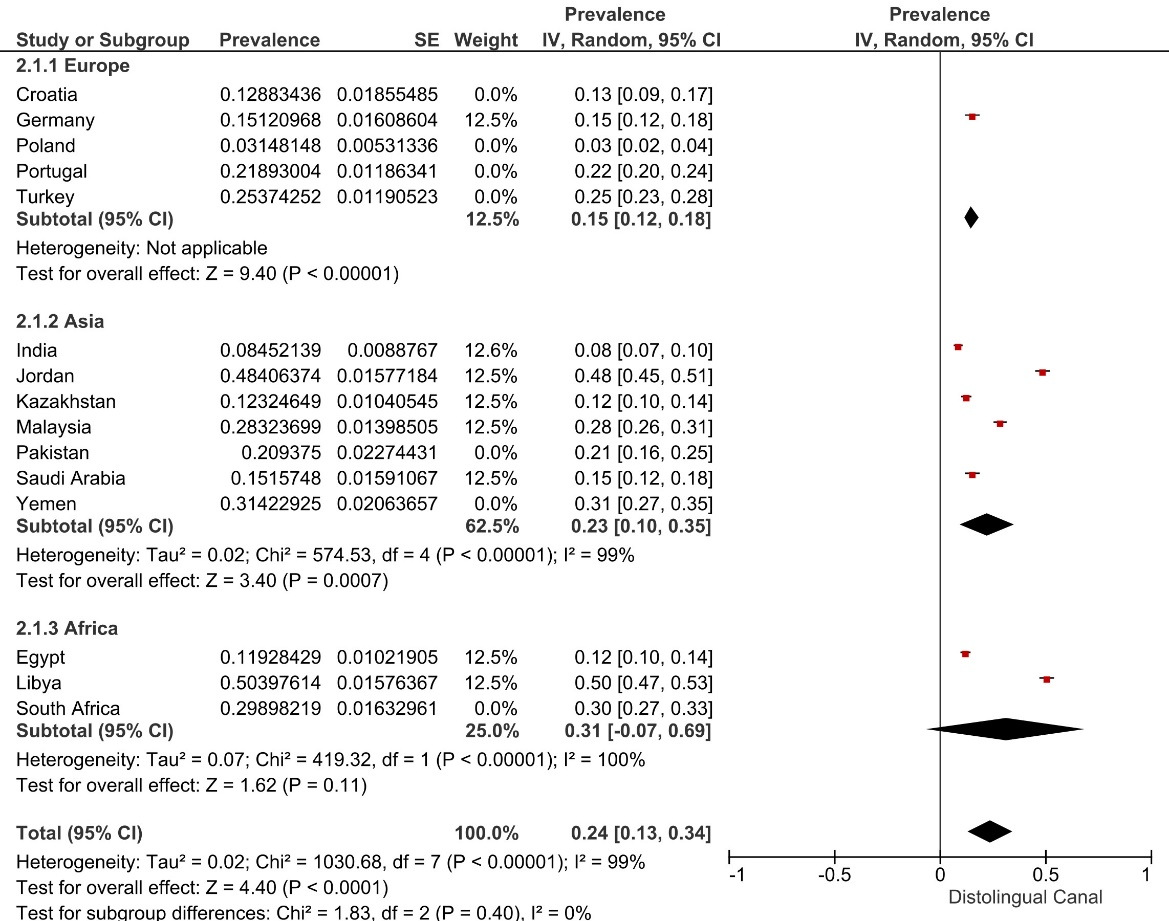 Prevalence Prevalence
Study or Subgroup Prevalence SE Weight IV, Random, 95% CI IV, Random, 95% CI
2.1.1 Europe
Croatia 0.12883436 0.01855485 0.0% 0.13 [0.09, 0.17]
Germany 0.15120968 0.01608604 12.5% 0.15 [0.12, 0.18]
Poland 0.03148148 0.00531336 0.0% 0.03 [0.02, 0.04]
Portugal 0.21893004 0.01186341 0.0% 0.22 [0.20, 0.24]
Turkey 0.25374252 0.01190523 0.0% 0.25 [0.23, 0.28]
Subtotal (95% CI) 12.5% 0.15 [0.12, 0.18]
Heterogeneity: Not applicable
Test for overall effect: Z = 9.40 (P < 0.00001)
2.1.2 Asia
India 0.08452139 0.0088767 12.6% 0.08 [0.07, 0.10]
Jordan 0.48406374 0.01577184 12.5% 0.48 [0.45, 0.51]
Kazakhstan 0.12324649 0.01040545 12.5% 0.12 [0.10, 0.14]
Malaysia 0.28323699 0.01398505 12.5% 0.28 [0.26, 0.31]
Pakistan 0.209375 0.02274431 0.0% 0.21 [0.16, 0.25]
Saudi Arabia 0.1515748 0.01591067 12.5% 0.15 [0.12, 0.18]
Yemen 0.31422925 0.02063657 0.0% 0.31 [0.27, 0.35]
Subtotal (95% CI) 62.5% 0.23 [0.10, 0.35]
Heterogeneity: Tau² = 0.02; Chi² = 574.53, df = 4 (P < 0.00001); I² = 99%
Test for overall effect: Z = 3.40 (P = 0.0007)
2.1.3 Africa
Egypt 0.11928429 0.01021905 12.5% 0.12 [0.10, 0.14]
Libya 0.50397614 0.01576367 12.5% 0.50 [0.47, 0.53]
South Africa 0.29898219 0.01632961 0.0% 0.30 [0.27, 0.33]
Subtotal (95% CI) 25.0% 0.31 [-0.07, 0.69]
Heterogeneity: Tau² = 0.07; Chi² = 419.32, df = 1 (P < 0.00001); I² = 100%
Test for overall effect: Z = 1.62 (P = 0.11)
Total (95% CI) 100.0% 0.24 [0.13, 0.34]
Heterogeneity: Tau² = 0.02; Chi² = 1030.68, df = 7 (P < 0.00001); I² = 99%
Test for overall effect: Z = 4.40 (P < 0.0001)
Test for subgroup differences: Chi² = 1.83, df = 2 (P = 0.40), I² = 0%
-1 -0.5 0 0.5 1
Distolingual Canal